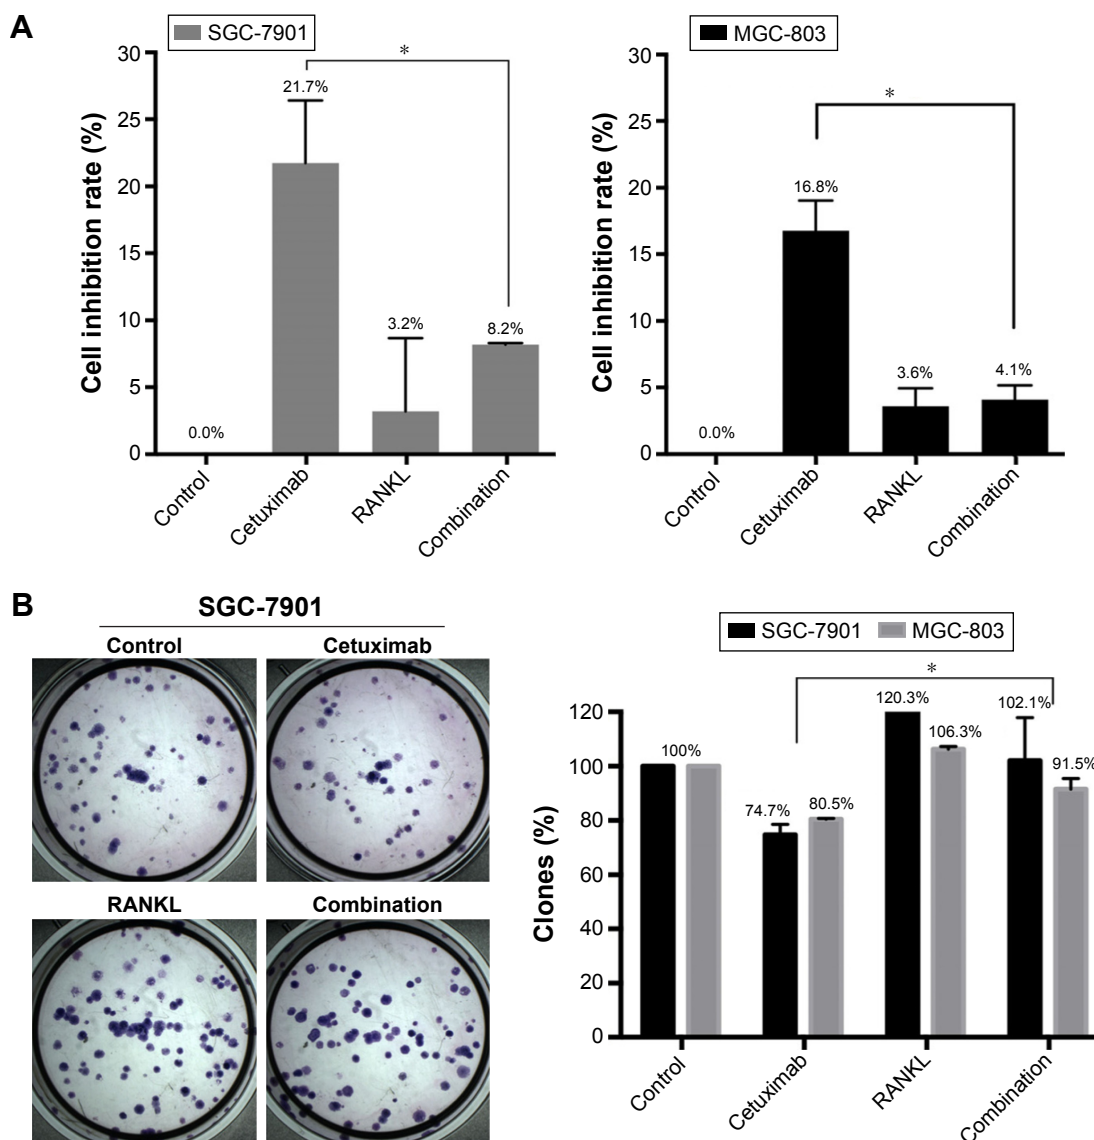 A
SGC-7901
Cell inhibition rate (%)
30
25
20
15
10
5
0
*
0.0%
21.7%
3.2%
8.2%
Control
Cetuximab
RANKL
Combination
MGC-803
Cell inhibition rate (%)
30
25
20
15
10
5
0
*
0.0%
16.8%
3.6%
4.1%
Control
Cetuximab
RANKL
Combination
B
SGC-7901
Control
Cetuximab
RANKL
Combination
SGC-7901
MGC-803
Clones (%)
120
100
80
60
40
20
0
*
100%
74.7%
80.5%
120.3%
106.3%
102.1%
91.5%
Control
Cetuximab
RANKL
Combination